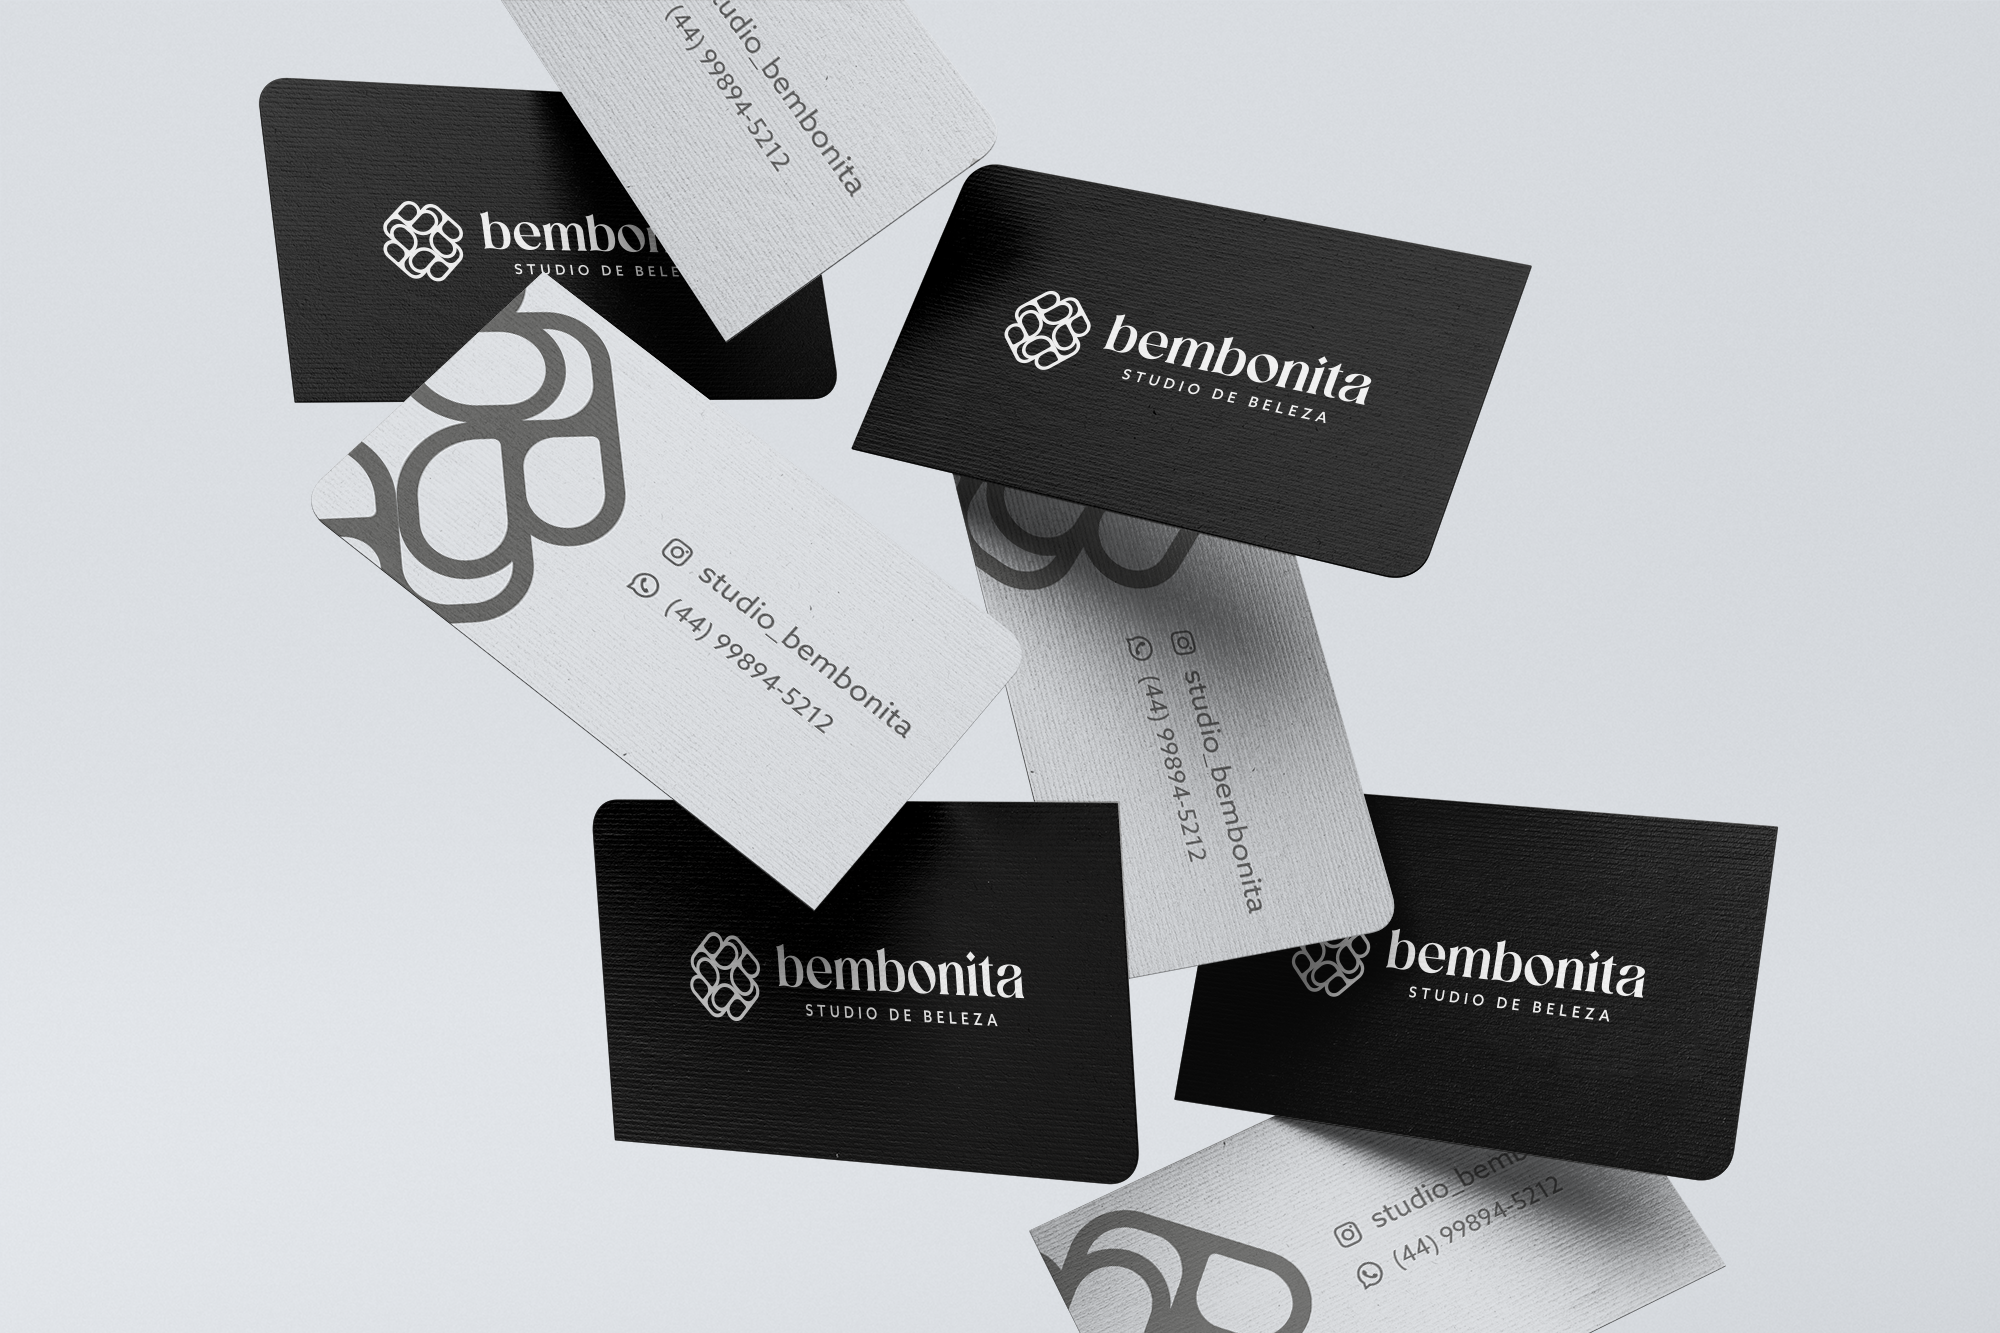 studio_bembonita
(44) 99894-5212
bembon
STUDIO DE BELE
bembonita
STUDIO DE BELEZA
studio_bembonita
(44) 99894-5212
studio_bembonita
(44) 99894-5212
bembonita
STUDIO DE BELEZA
bembonita
STUDIO DE BELEZA
studio_bemb
(44) 99894-5212